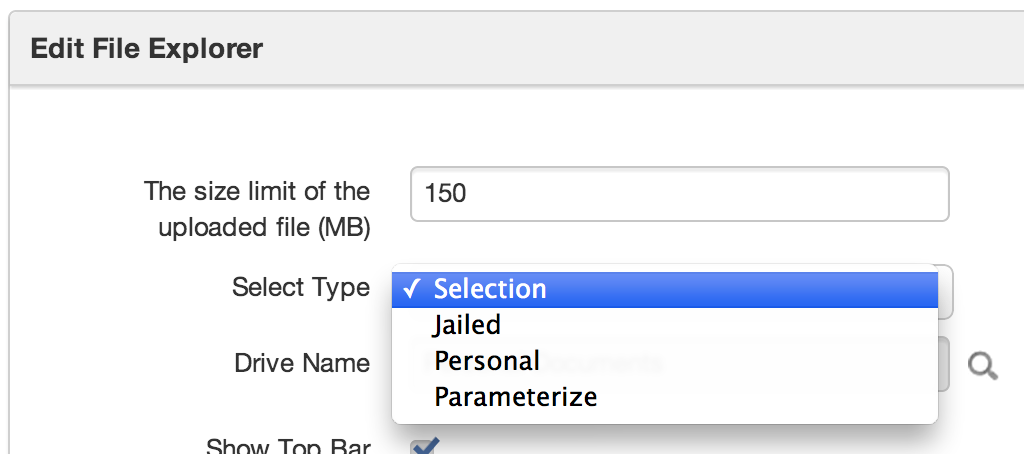 Edit File Explorer
The size limit of the
uploaded file (MB)
150
Select Type
✓ Selection
Jailed
Personal
Parameterize
Drive Name
Show Top Bar